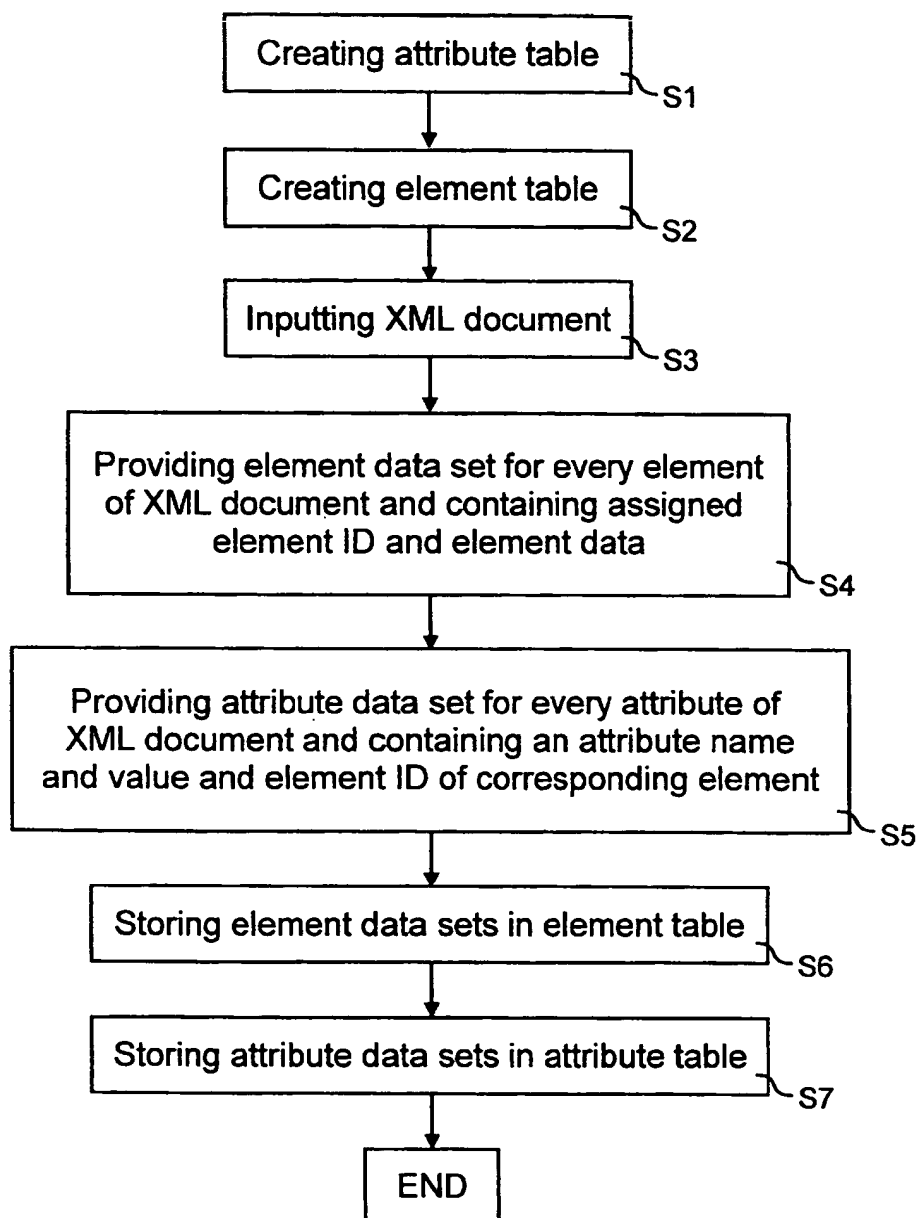 Creating attribute table
S1
Creating element table
S2
Inputting XML document
S3
Providing element data set for every element
of XML document and containing assigned
element ID and element data
S4
Providing attribute data set for every attribute of
XML document and containing an attribute name
and value and element ID of corresponding element
S5
Storing element data sets in element table
S6
Storing attribute data sets in attribute table
S7
END